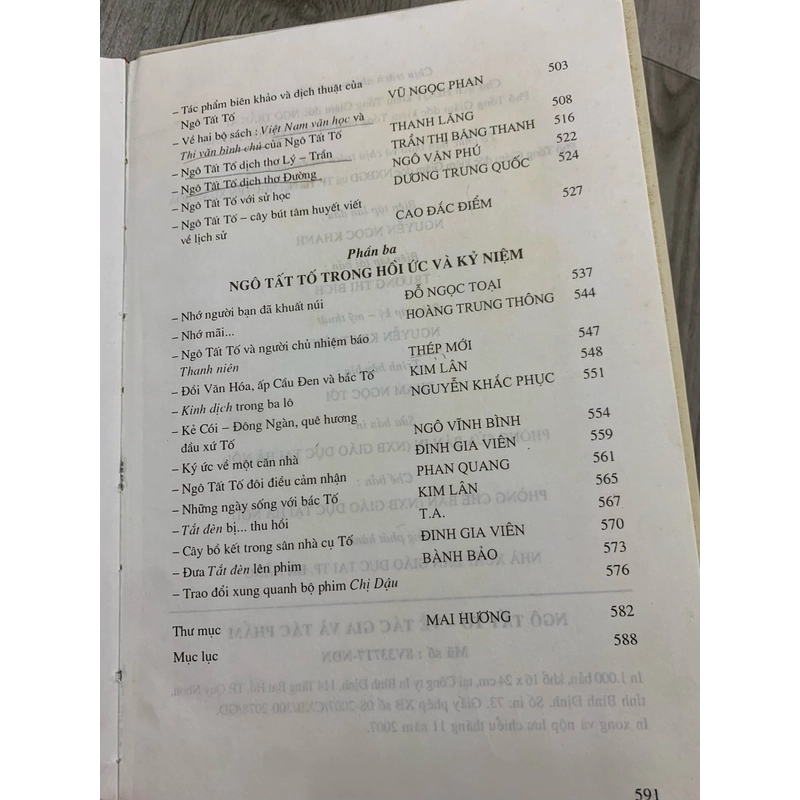 – Tác phẩm biên khảo và dịch thuật của
Ngô Tất Tố VŨ NGỌC PHAN 503
– Về hai bộ sách : Việt Nam văn học và
Thi văn bình chú của Ngô Tất Tố THANH LÃNG 508
– Ngô Tất Tố dịch thơ Lý – Trần TRẦN THỊ BĂNG THANH 516
– Ngô Tất Tố dịch thơ Đường NGÔ VĂN PHÚ 522
– Ngô Tất Tố với sử học DƯƠNG TRUNG QUỐC 524
– Ngô Tất Tố – cây bút tâm huyết viết
về lịch sử CAO ĐẮC ĐIỂM 527
Phần ba
NGÔ TẤT TỐ TRONG HỒI ỨC VÀ KỶ NIỆM
– Nhớ người bạn đã khuất núi ĐỖ NGỌC TOẠI 537
– Nhớ mãi... HOÀNG TRUNG THÔNG 544
– Ngô Tất Tố và người chủ nhiệm báo
Thanh niên THÉP MỚI 547
– Đồi Văn Hóa, ấp Cầu Đen và bác Tố KIM LÂN 548
– Kinh dịch trong ba lô NGUYỄN KHẮC PHỤC 551
– Kẻ Cói – Đông Ngàn, quê hương
đầu xứ Tố NGÔ VĨNH BÌNH 554
– Ký ức về một căn nhà ĐINH GIA VIÊN 559
– Ngô Tất Tố đôi điều cảm nhận PHAN QUANG 561
– Những ngày sống với bác Tố KIM LÂN 565
– Tắt đèn bị... thu hồi T.A. 567
– Cây bồ kết trong sân nhà cụ Tố ĐINH GIA VIÊN 570
– Đưa Tắt đèn lên phim BÀNH BẢO 573
– Trao đổi xung quanh bộ phim Chị Dậu 576
Thư mục MAI HƯƠNG 582
Mục lục 588
591